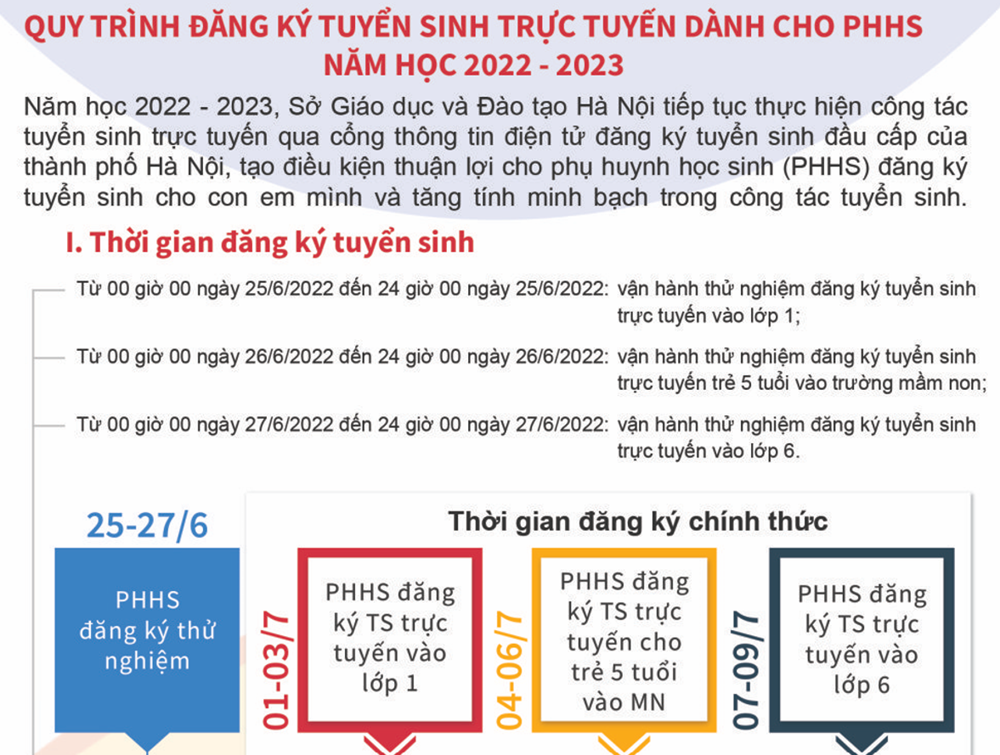 QUY TRÌNH ĐĂNG KÝ TUYỂN SINH TRỰC TUYẾN DÀNH CHO PHHS
NĂM HỌC 2022 - 2023
Năm học 2022 - 2023, Sở Giáo dục và Đào tạo Hà Nội tiếp tục thực hiện công tác
tuyển sinh trực tuyến qua cổng thông tin điện tử đăng ký tuyển sinh đầu cấp của
thành phố Hà Nội, tạo điều kiện thuận lợi cho phụ huynh học sinh (PHHS) đăng ký
tuyển sinh cho con em mình và tăng tính minh bạch trong công tác tuyển sinh.
I. Thời gian đăng ký tuyển sinh
Từ 00 giờ 00 ngày 25/6/2022 đến 24 giờ 00 ngày 25/6/2022: vận hành thử nghiệm đăng ký tuyển sinh
trực tuyến vào lớp 1;
Từ 00 giờ 00 ngày 26/6/2022 đến 24 giờ 00 ngày 26/6/2022: vận hành thử nghiệm đăng ký tuyển sinh
trực tuyến trẻ 5 tuổi vào trường mầm non;
Từ 00 giờ 00 ngày 27/6/2022 đến 24 giờ 00 ngày 27/6/2022: vận hành thử nghiệm đăng ký tuyển sinh
trực tuyến vào lớp 6.
25-27/6
PHHS
đăng ký thử
nghiệm
Thời gian đăng ký chính thức
01-03/7
PHHS đăng
ký TS trực
tuyến vào
lớp 1
04-06/7
PHHS đăng
ký TS trực
tuyến cho
trẻ 5 tuổi
vào MN
07-09/7
PHHS đăng
ký TS trực
tuyến vào
lớp 6